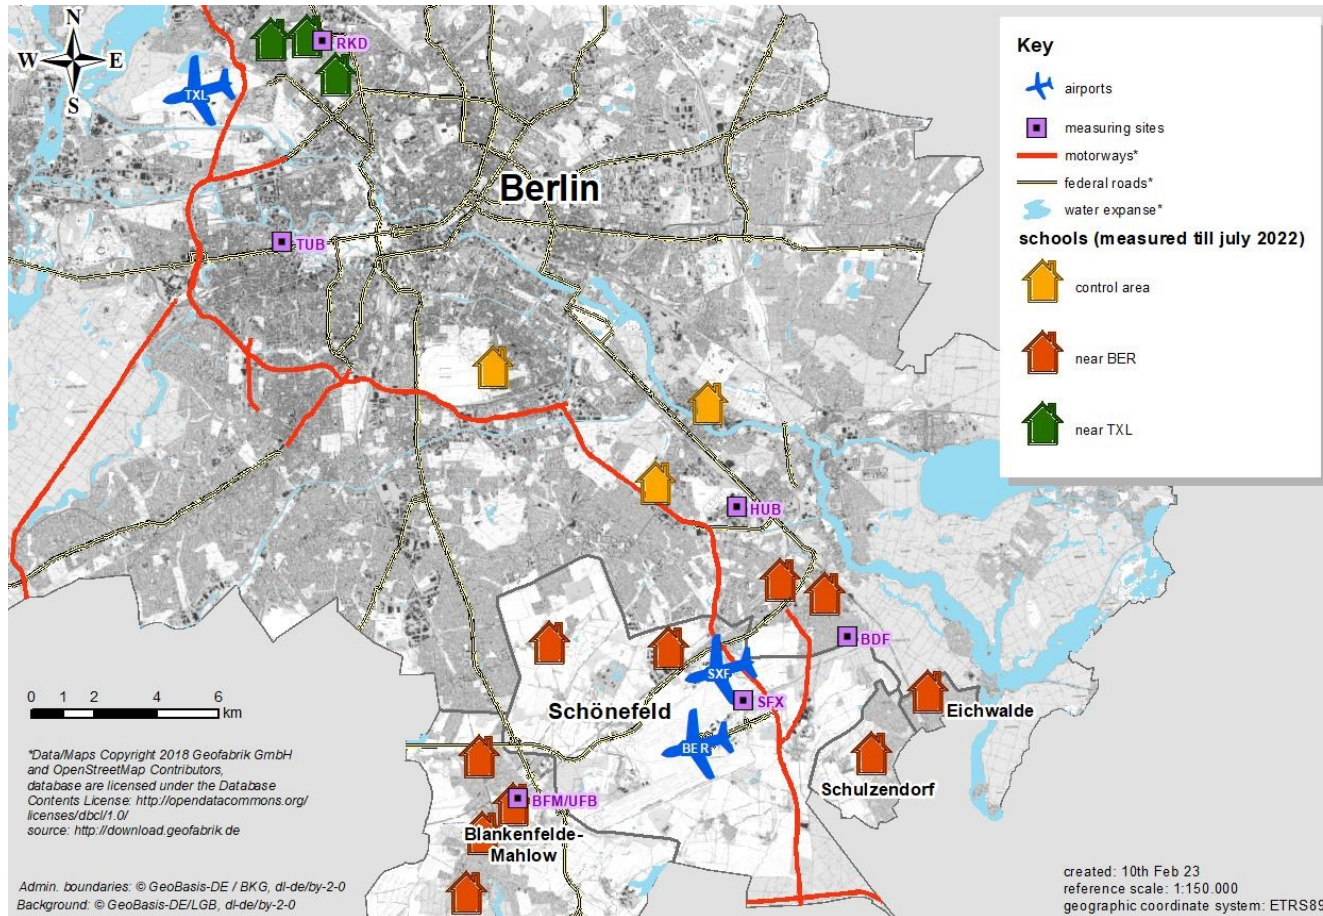 N
W E
S
RKD
TXL
Berlin
TUB
HUB
BDF
SXF
SFX
Schönefeld
BER
Eichwalde
Schulzendorf
BFM/UFB
Blankenfelde-
Mahlow
Key
airports
measuring sites
motorways*
federal roads*
water expanse*
schools (measured till july 2022)
control area
near BER
near TXL
0 1 2 4 6
km
*Data/Maps Copyright 2018 Geofabrik GmbH
and OpenStreetMap Contributors,
database are licensed under the Database
Contents License: http://opendatacommons.org/
licenses/dbcl/1.0/
source: http://download.geofabrik.de
Admin. boundaries: © GeoBasis-DE / BKG, dl-de/by-2-0
Background: © GeoBasis-DE/LGB, dl-de/by-2-0
created: 10th Feb 23
reference scale: 1:150.000
geographic coordinate system: ETRS89